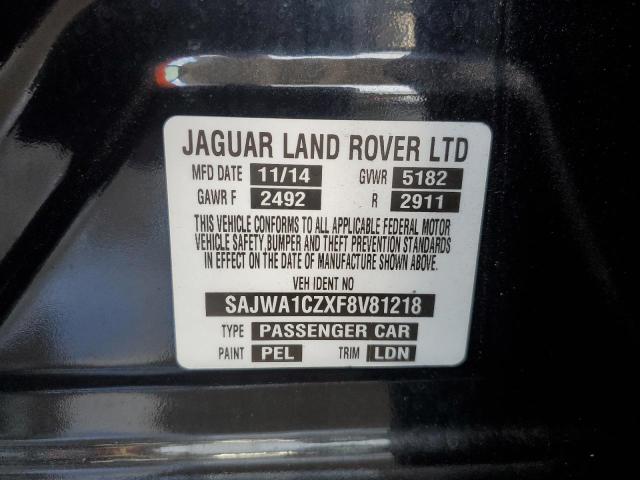 JAGUAR LAND ROVER LTD
MFD DATE 11/14 GVWR 5182
GAWR F 2492 R 2911
THIS VEHICLE CONFORMS TO ALL APPLICABLE FEDERAL MOTOR
VEHICLE SAFETY, BUMPER AND THEFT PREVENTION STANDARDS
IN EFFECT ON THE DATE OF MANUFACTURE SHOWN ABOVE.
VEH IDENT NO
SAJWA1CZXF8V81218
TYPE PASSENGER CAR
PAINT PEL TRIM LDN